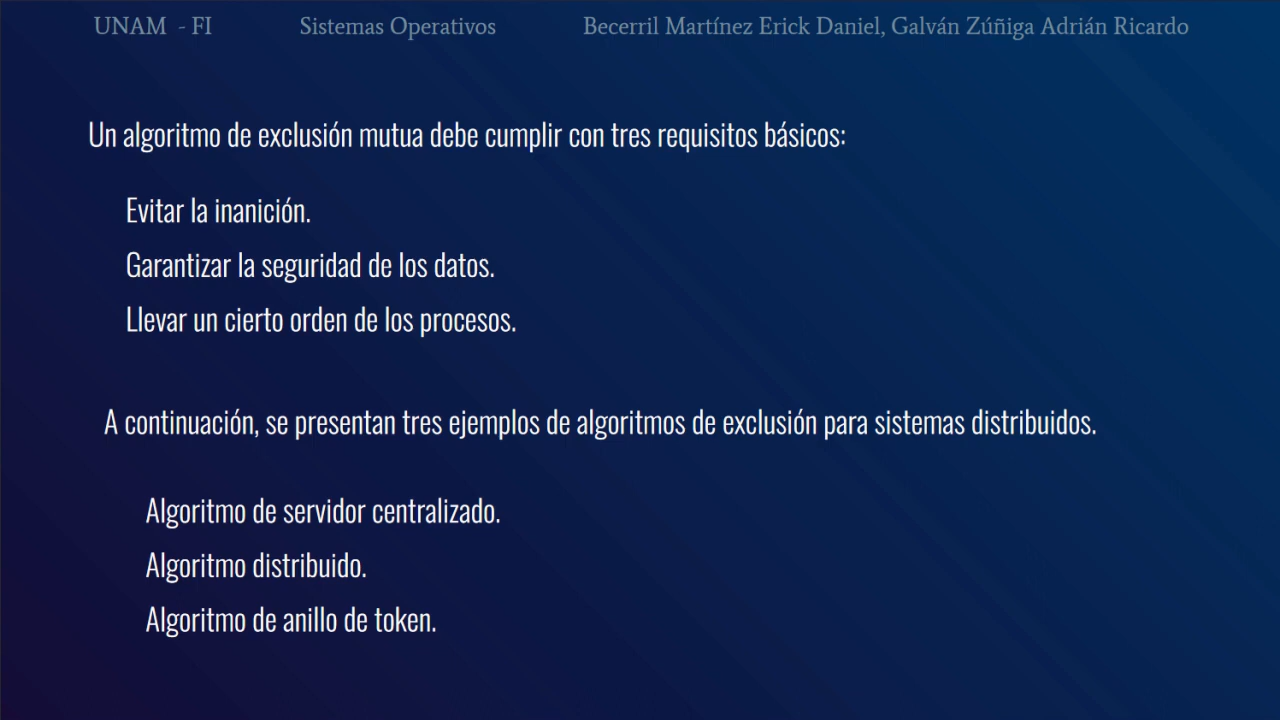 UNAM - FI Sistemas Operativos Becerril Martínez Erick Daniel, Galván Zúñiga Adrián Ricardo
Un algoritmo de exclusión mutua debe cumplir con tres requisitos básicos:
Evitar la inanición.
Garantizar la seguridad de los datos.
Llevar un cierto orden de los procesos.
A continuación, se presentan tres ejemplos de algoritmos de exclusión para sistemas distribuidos.
Algoritmo de servidor centralizado.
Algoritmo distribuido.
Algoritmo de anillo de token.